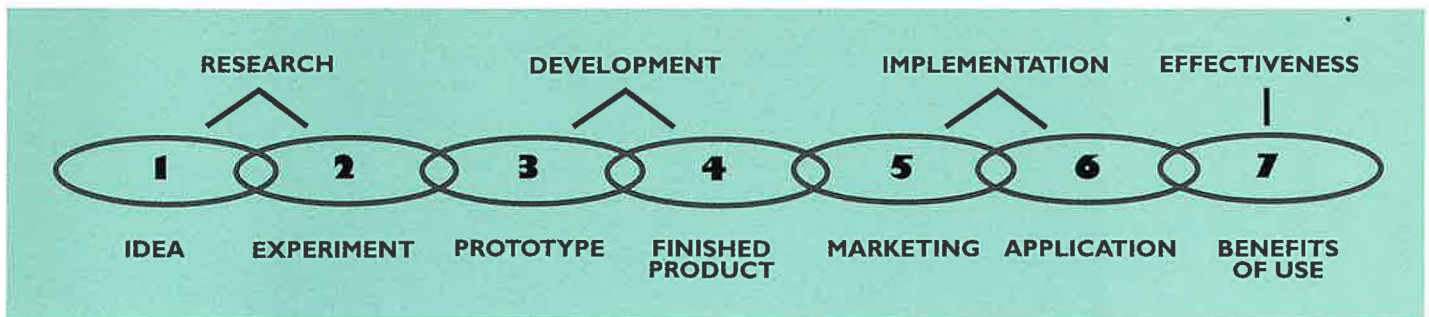 RESEARCH DEVELOPMENT IMPLEMENTATION EFFECTIVENESS
1 2 3 4 5 6 7
IDEA EXPERIMENT PROTOTYPE FINISHED PRODUCT MARKETING APPLICATION BENEFITS OF USE